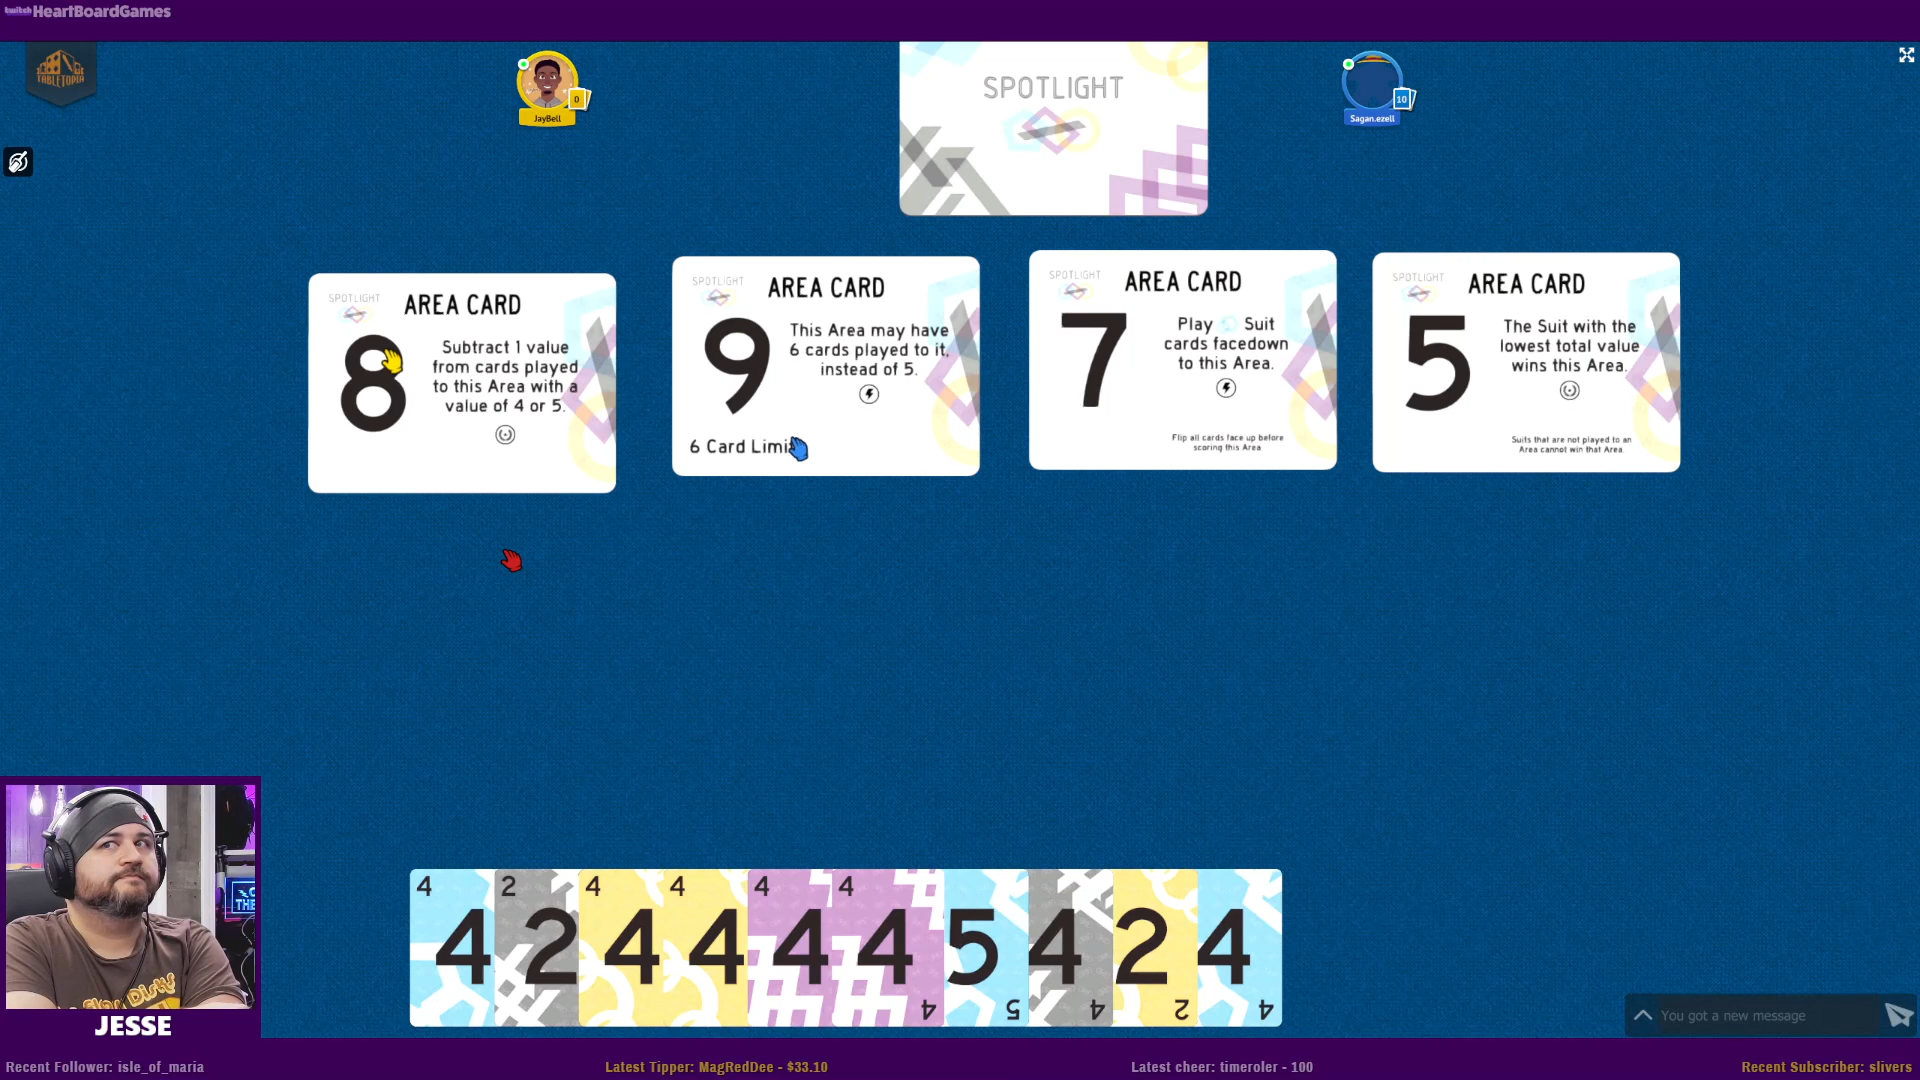 twitch HeartBoardGames
TABLETOPIA
0
JayBell
SPOTLIGHT
10
Sagan.ezell
SPOTLIGHT
AREA CARD
8
Subtract 1 value
from cards played
to this Area with a
value of 4 or 5.
SPOTLIGHT
AREA CARD
9
This Area may have
6 cards played to it,
instead of 5.
6 Card Limi
SPOTLIGHT
AREA CARD
7
Play Suit
cards facedown
to this Area.
Flip all cards face up before
scoring this Area
SPOTLIGHT
AREA CARD
5
The Suit with the
lowest total value
wins this Area.
Suits that are not played to an
Area cannot win that Area.
4 2 4 4 4 4
4 2 4 4 4 4 5 4 2 4
4 5 4 2 4
JESSE
You got a new message
Recent Follower: isle_of_maria
Latest Tipper: MagRedDee - $33.10
Latest cheer: timeroler - 100
Recent Subscriber: slivers